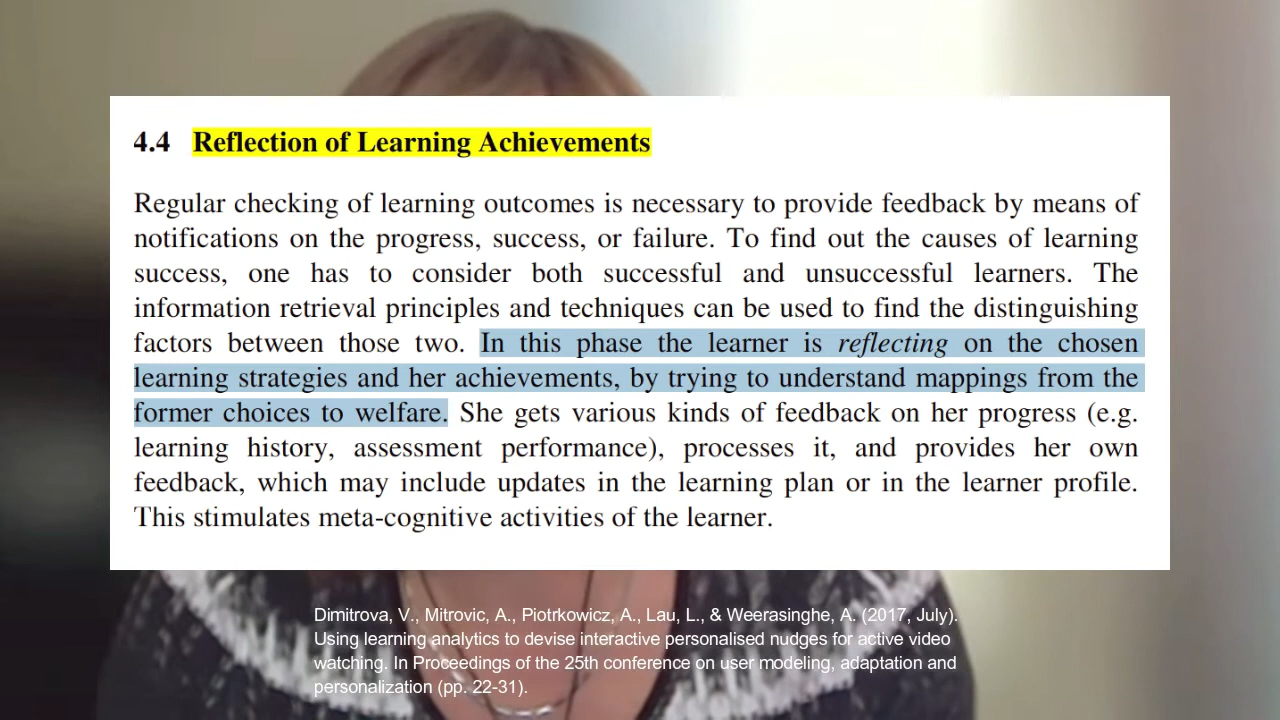 4.4 Reflection of Learning Achievements
Regular checking of learning outcomes is necessary to provide feedback by means of
notifications on the progress, success, or failure. To find out the causes of learning
success, one has to consider both successful and unsuccessful learners. The
information retrieval principles and techniques can be used to find the distinguishing
factors between those two. In this phase the learner is reflecting on the chosen
learning strategies and her achievements, by trying to understand mappings from the
former choices to welfare. She gets various kinds of feedback on her progress (e.g.
learning history, assessment performance), processes it, and provides her own
feedback, which may include updates in the learning plan or in the learner profile.
This stimulates meta-cognitive activities of the learner.
Dimitrova, V., Mitrovic, A., Piotrkowicz, A., Lau, L., & Weerasinghe, A. (2017, July).
Using learning analytics to devise interactive personalised nudges for active video
watching. In Proceedings of the 25th conference on user modeling, adaptation and
personalization (pp. 22-31).